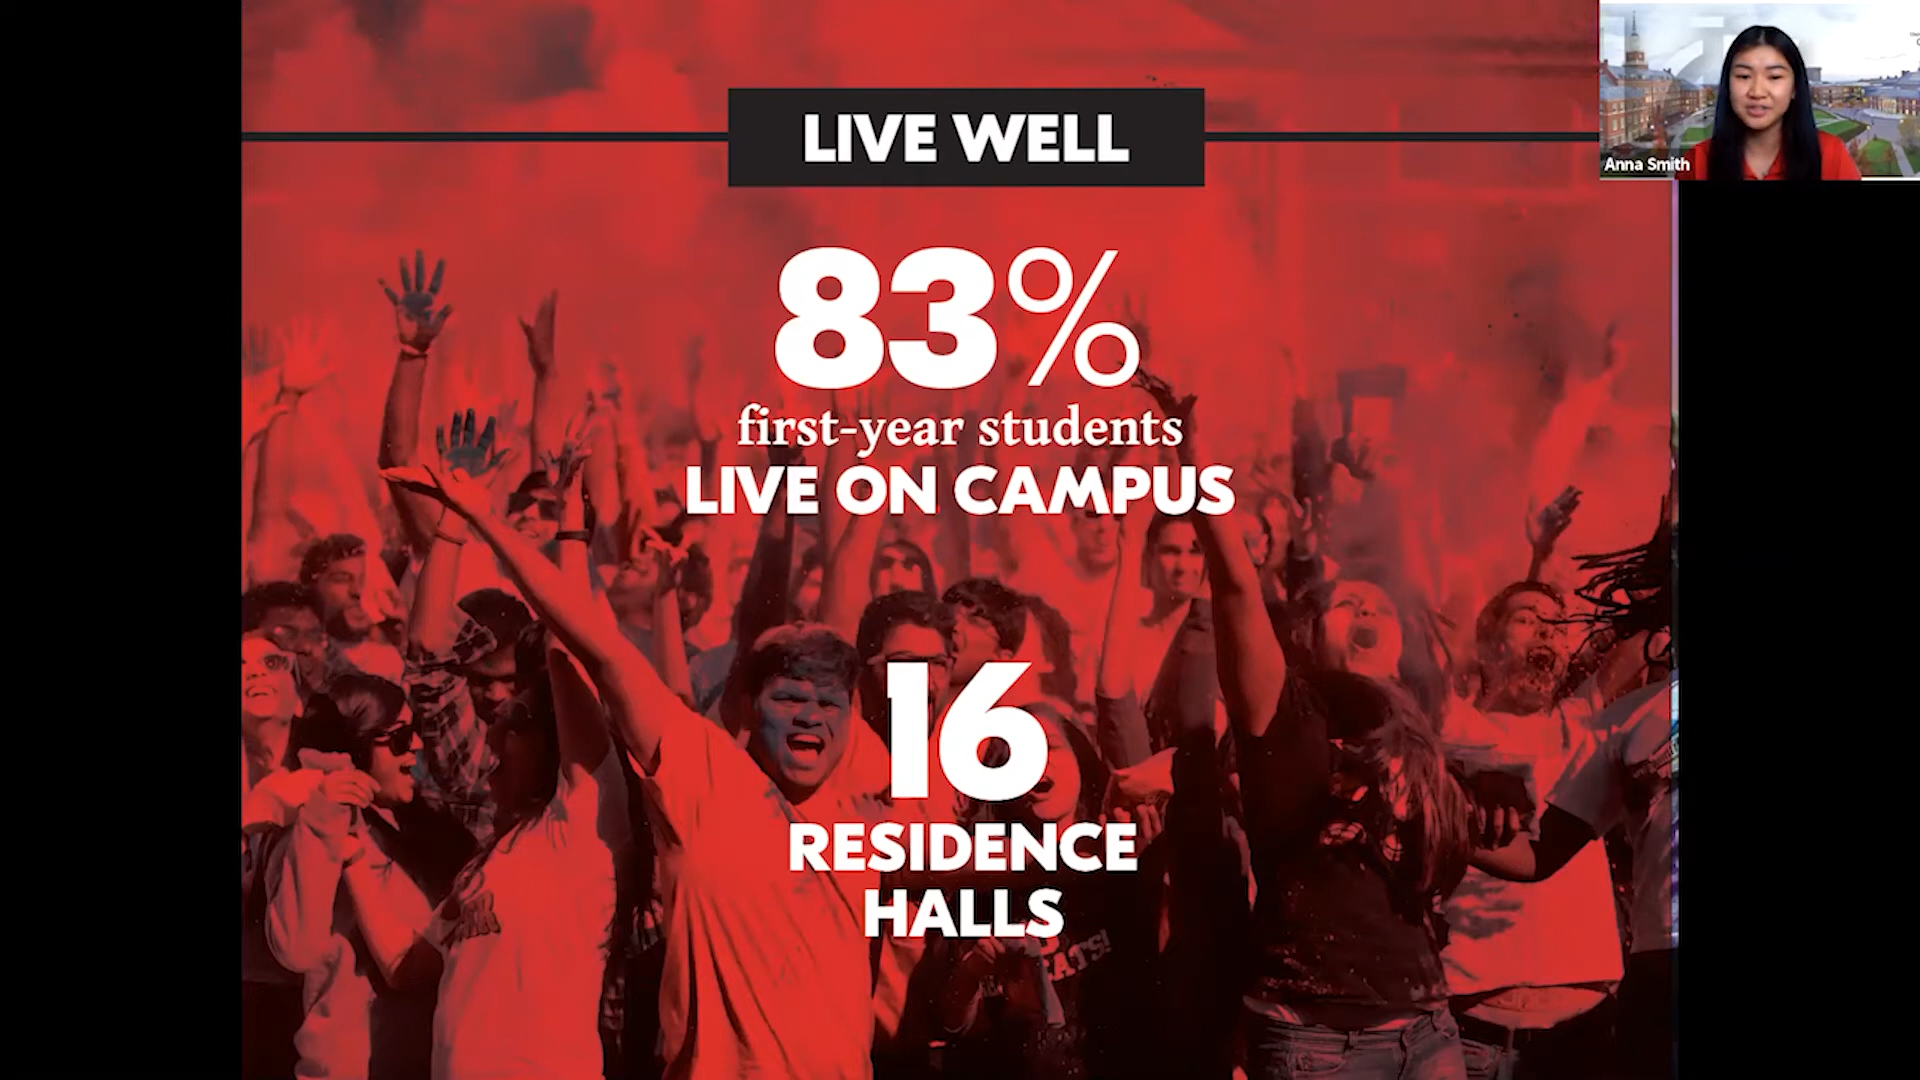 LIVE WELL
83%
first-year students
LIVE ON CAMPUS
16
RESIDENCE
HALLS
Anna Smith